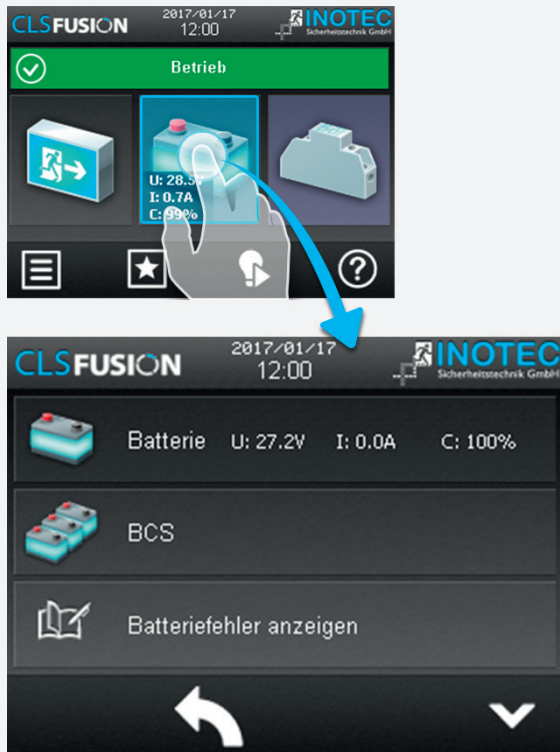 CLSFUSION
2017/01/17
12:00
INOTEC
Sicherheitstechnik GmbH
Betrieb
U: 28.5V
I: 0.7A
C: 99%
CLSFUSION
2017/01/17
12:00
INOTEC
Sicherheitstechnik GmbH
Batterie U: 27.2V I: 0.0A C: 100%
BCS
Batteriefehler anzeigen